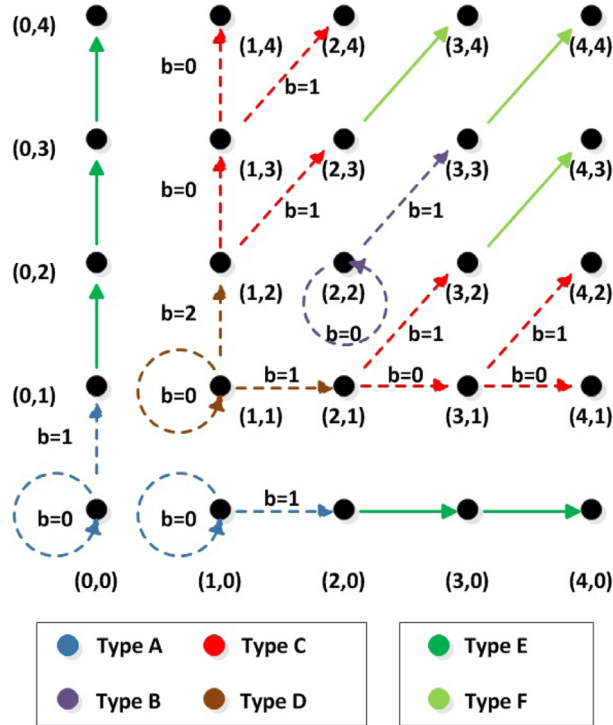 (0,4)
b=0
(1,4)
b=1
(2,4)
(3,4)
(4,4)
(0,3)
b=0
(1,3)
b=1
(2,3)
b=1
(3,3)
(4,3)
(0,2)
b=2
(1,2)
(2,2)
b=0
b=1
(3,2)
b=1
(4,2)
(0,1)
b=1
b=0
(1,1)
b=1
(2,1)
b=0
(3,1)
b=0
(4,1)
b=0
b=0
b=1
(0,0)
(1,0)
(2,0)
(3,0)
(4,0)
Type A
Type C
Type E
Type B
Type D
Type F